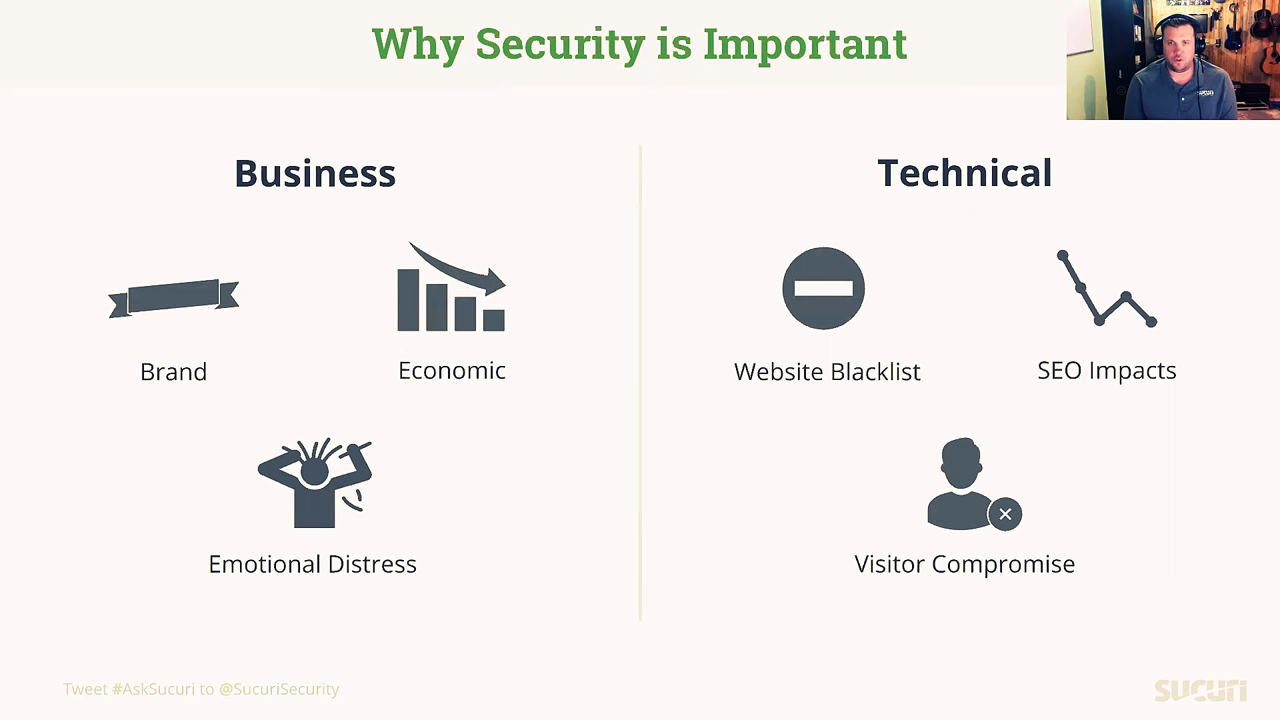 Why Security is Important
Business
Technical
Brand
Economic
Website Blacklist
SEO Impacts
Emotional Distress
Visitor Compromise
Tweet #AskSucuri to @SucuriSecurity
sucuri